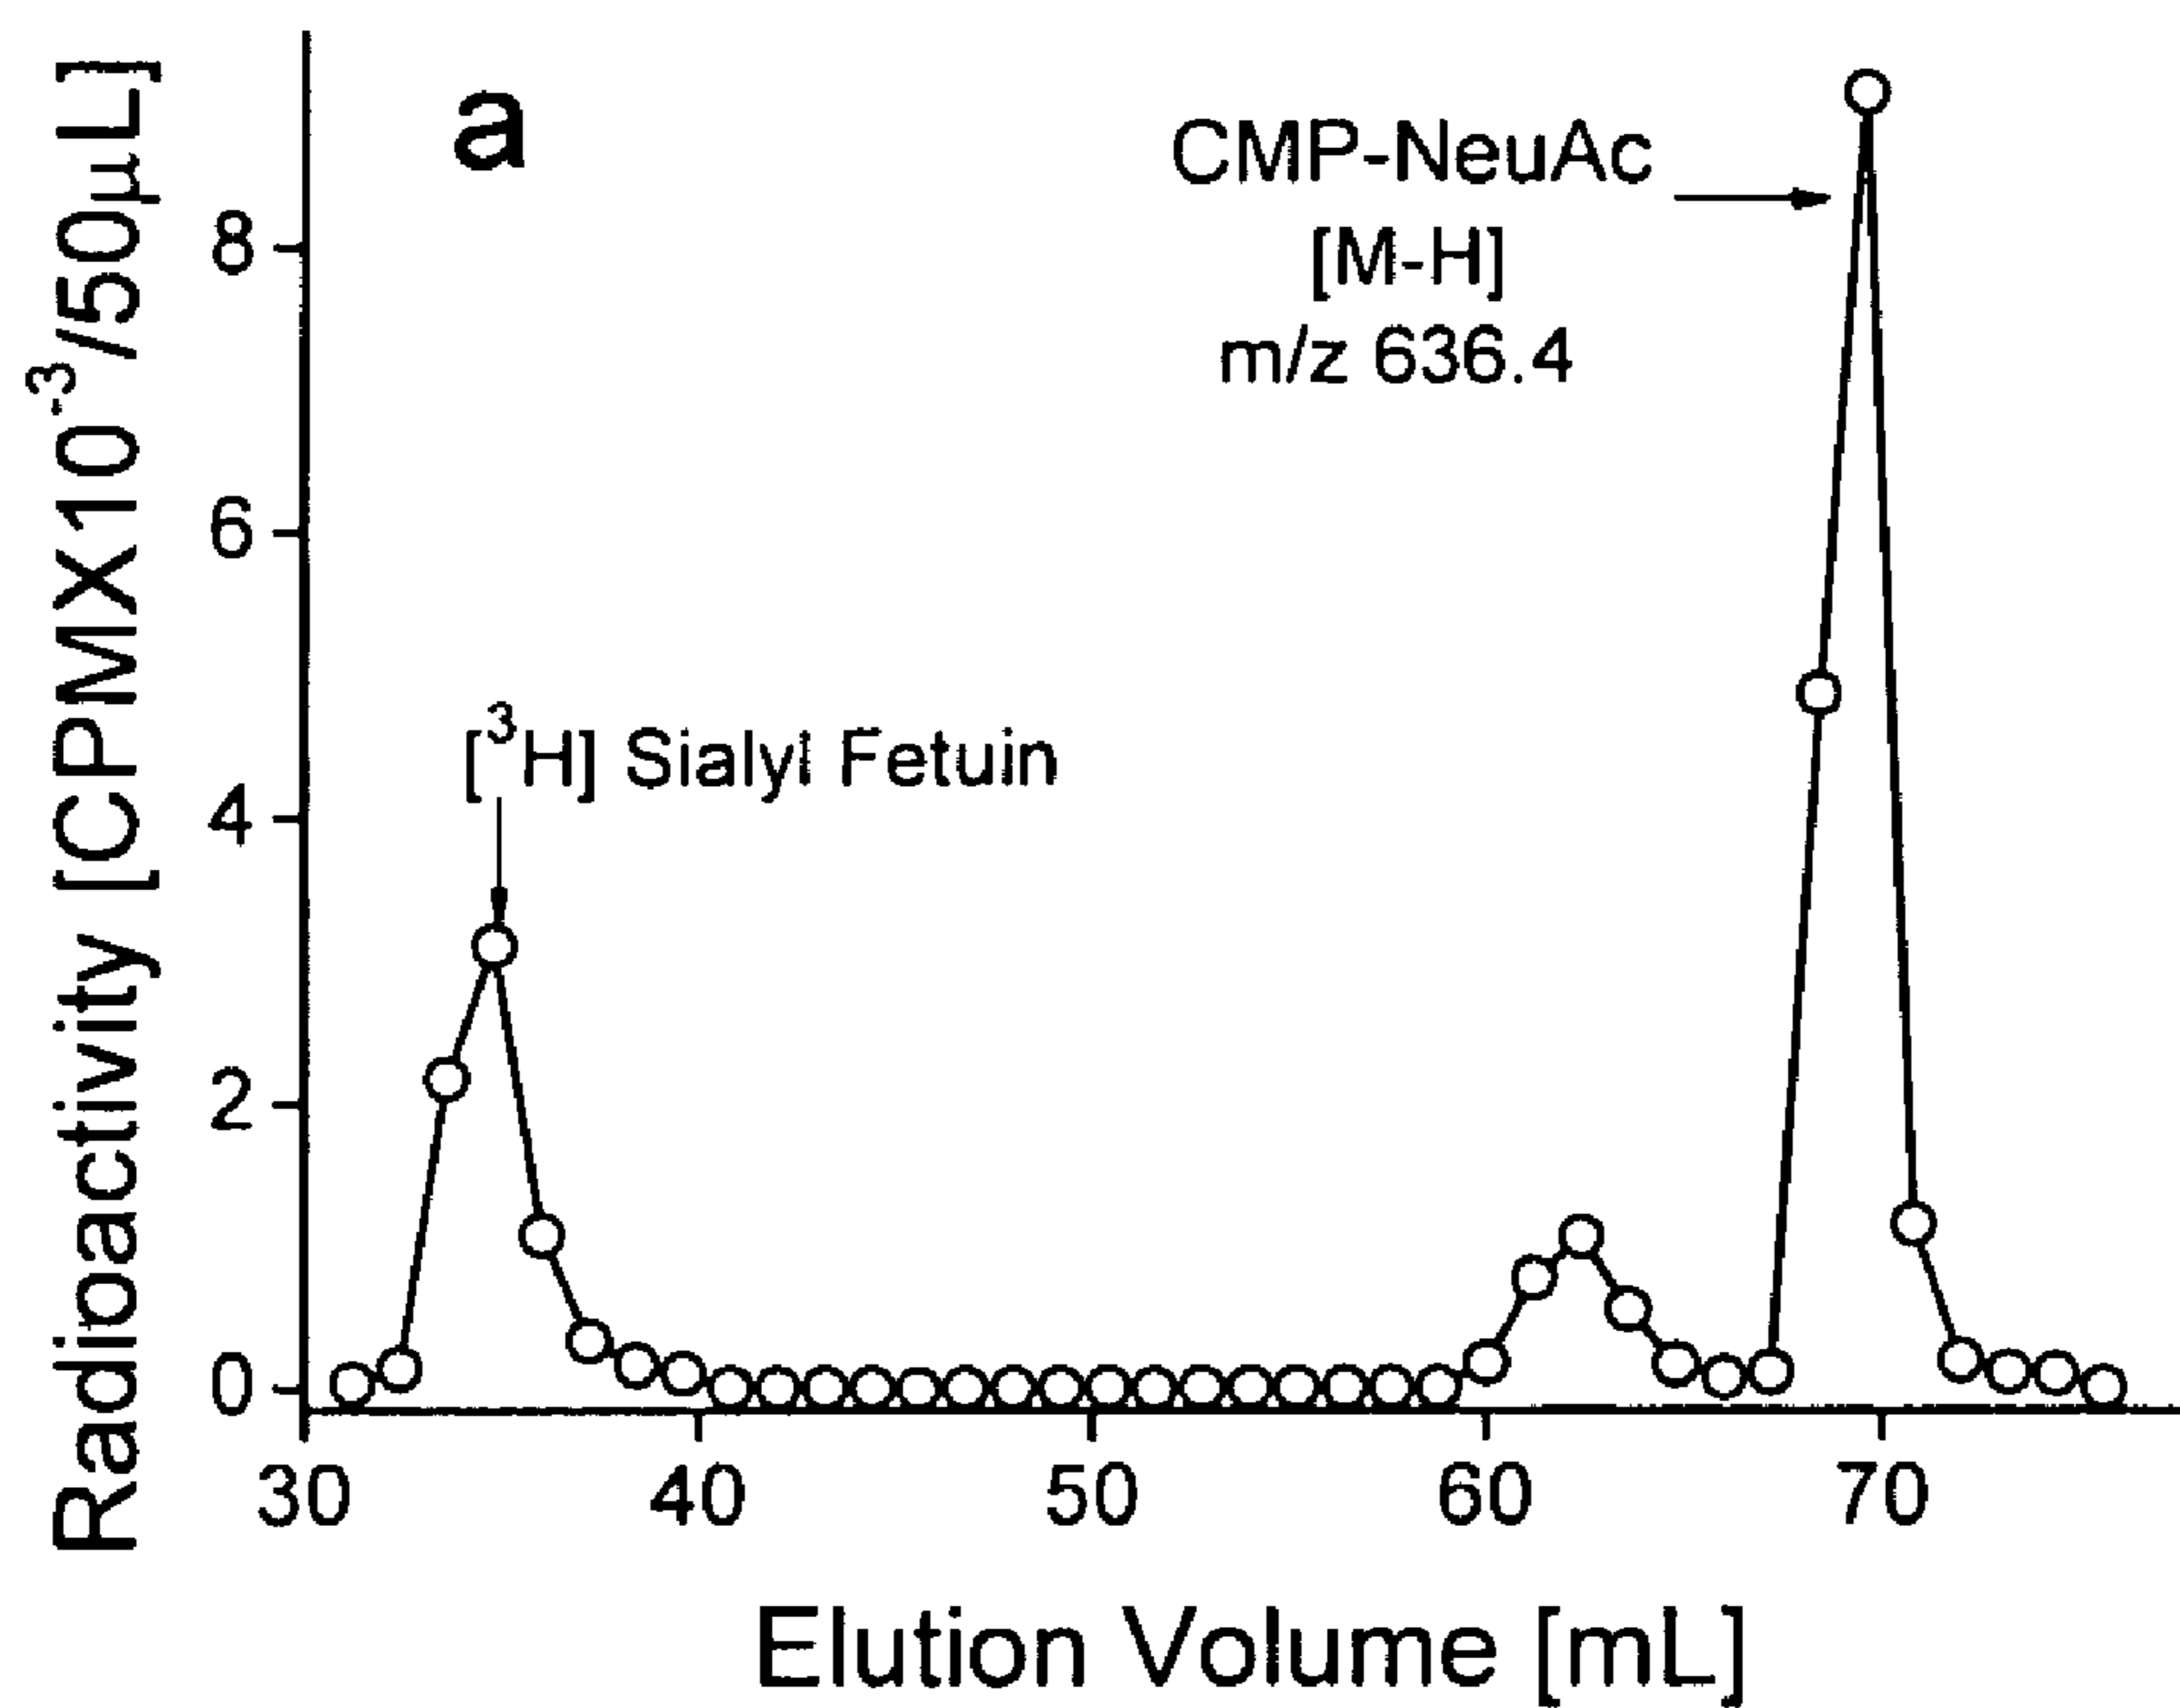 a
CMP-NeuAc
[M-H]
m/z 636.4
[³H] Sialyl Fetuin
Radioactivity [CPMX10⁻³/50µL]
8
6
4
2
0
30 40 50 60 70
Elution Volume [mL]